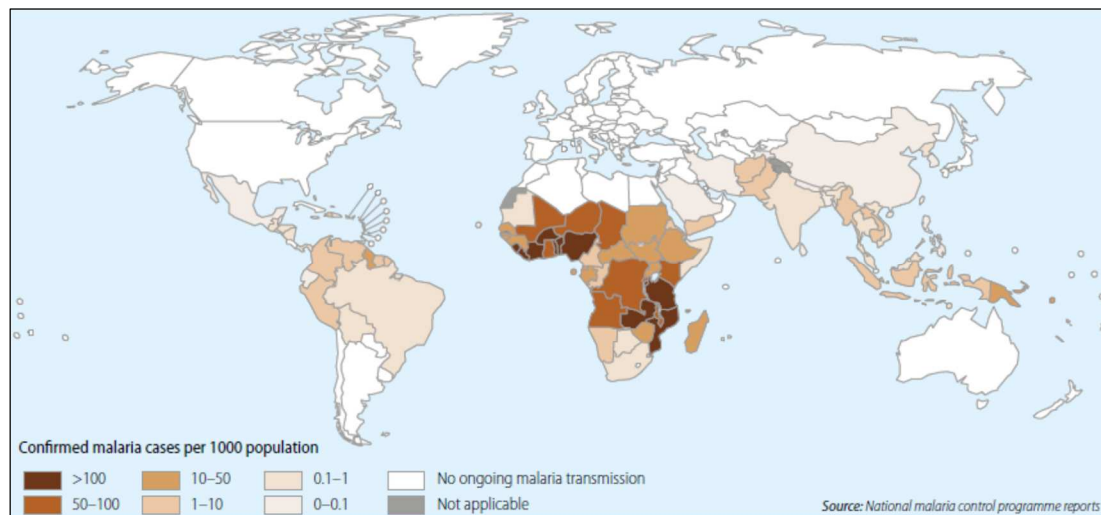 Confirmed malaria cases per 1000 population
>100
10–50
0.1–1
No ongoing malaria transmission
50–100
1–10
0–0.1
Not applicable
Source: National malaria control programme reports